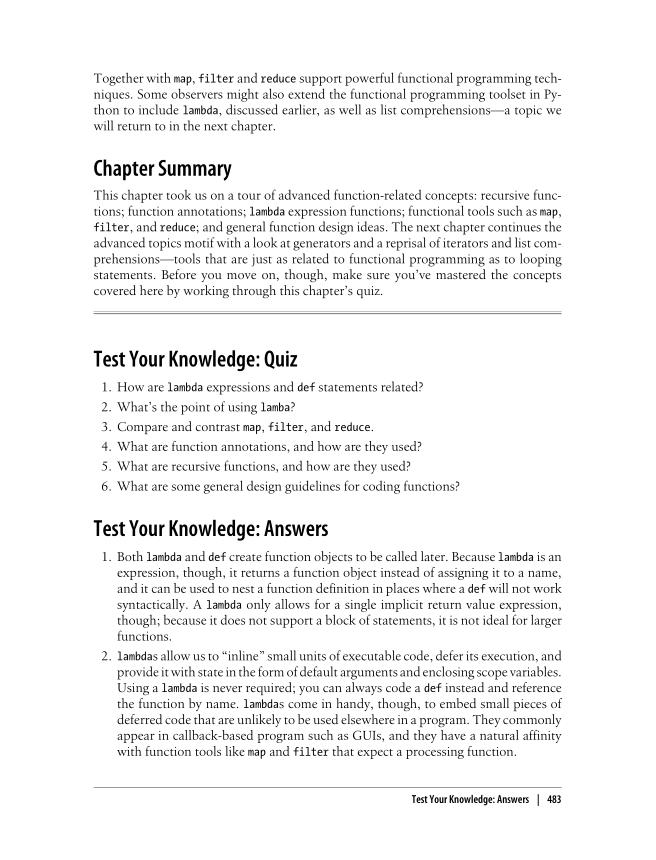 Together with map, filter and reduce support powerful functional programming tech-
niques. Some observers might also extend the functional programming toolset in Py-
thon to include lambda, discussed earlier, as well as list comprehensions—a topic we
will return to in the next chapter.
Chapter Summary
This chapter took us on a tour of advanced function-related concepts: recursive func-
tions; function annotations; lambda expression functions; functional tools such as map,
filter, and reduce; and general function design ideas. The next chapter continues the
advanced topics motif with a look at generators and a reprisal of iterators and list com-
prehensions—tools that are just as related to functional programming as to looping
statements. Before you move on, though, make sure you’ve mastered the concepts
covered here by working through this chapter’s quiz.
Test Your Knowledge: Quiz
1. How are lambda expressions and def statements related?
2. What’s the point of using lamba?
3. Compare and contrast map, filter, and reduce.
4. What are function annotations, and how are they used?
5. What are recursive functions, and how are they used?
6. What are some general design guidelines for coding functions?
Test Your Knowledge: Answers
1. Both lambda and def create function objects to be called later. Because lambda is an
expression, though, it returns a function object instead of assigning it to a name,
and it can be used to nest a function definition in places where a def will not work
syntactically. A lambda only allows for a single implicit return value expression,
though; because it does not support a block of statements, it is not ideal for larger
functions.
2. lambdas allow us to “inline” small units of executable code, defer its execution, and
provide it with state in the form of default arguments and enclosing scope variables.
Using a lambda is never required; you can always code a def instead and reference
the function by name. lambdas come in handy, though, to embed small pieces of
deferred code that are unlikely to be used elsewhere in a program. They commonly
appear in callback-based program such as GUIs, and they have a natural affinity
with function tools like map and filter that expect a processing function.
Test Your Knowledge: Answers | 483